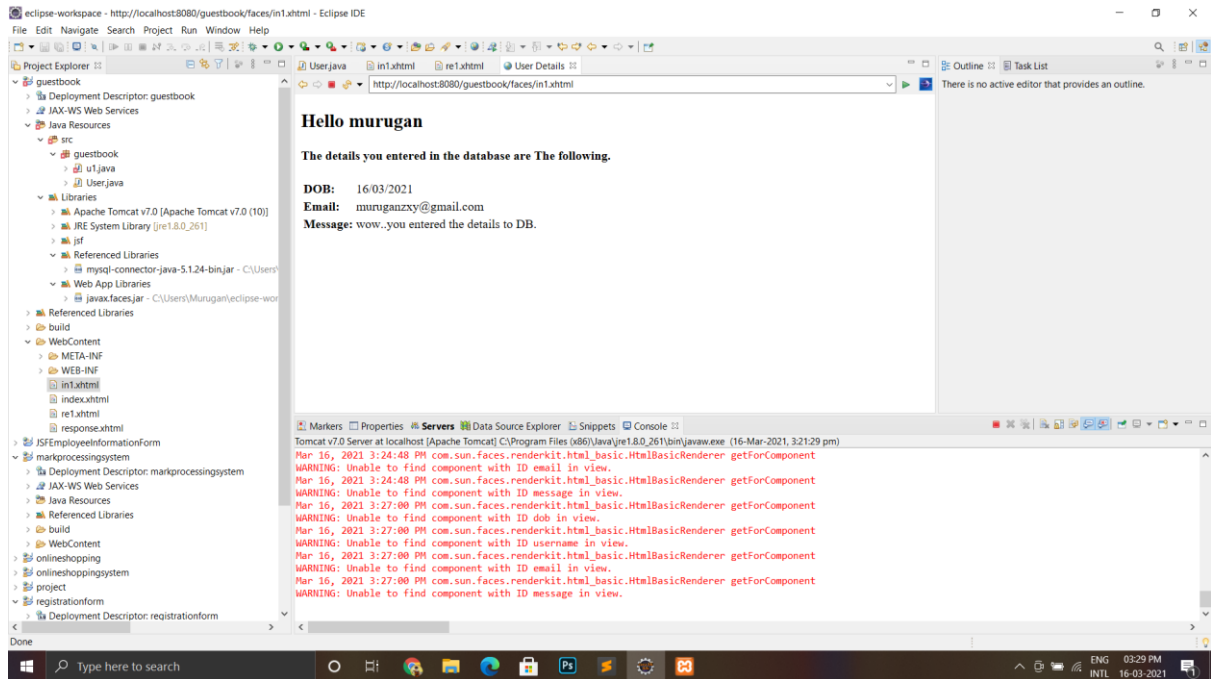 eclipse-workspace - http://localhost:8080/guestbook/faces/in1.xhtml - Eclipse IDE
File Edit Navigate Search Project Run Window Help
Project Explorer
guestbook
Deployment Descriptor: guestbook
JAX-WS Web Services
Java Resources
src
guestbook
u1.java
User.java
Libraries
Apache Tomcat v7.0 [Apache Tomcat v7.0 (10)]
JRE System Library [jre1.8.0_261]
jsf
Referenced Libraries
mysql-connector-java-5.1.24-bin.jar - C:\Users\
Web App Libraries
javax.faces.jar - C:\Users\Murugan\eclipse-wor
Referenced Libraries
build
WebContent
META-INF
WEB-INF
in1.xhtml
index.xhtml
re1.xhtml
response.xhtml
JSFEmployeeInformationForm
markprocessingsystem
Deployment Descriptor: markprocessingsystem
JAX-WS Web Services
Java Resources
Referenced Libraries
build
WebContent
onlineshopping
onlineshoppingsystem
project
registrationform
Deployment Descriptor: registrationform
User.java in1.xhtml re1.xhtml User Details
http://localhost:8080/guestbook/faces/in1.xhtml
Hello murugan
The details you entered in the database are The following.
DOB: 16/03/2021
Email: muruganzxy@gmail.com
Message: wow..you entered the details to DB.
Outline Task List
There is no active editor that provides an outline.
Markers Properties Servers Data Source Explorer Snippets Console
Tomcat v7.0 Server at localhost [Apache Tomcat] C:\Program Files (x86)\Java\jre1.8.0_261\bin\javaw.exe (16-Mar-2021, 3:21:29 pm)
Mar 16, 2021 3:24:48 PM com.sun.faces.renderkit.html_basic.HtmlBasicRenderer getForComponent
WARNING: Unable to find component with ID email in view.
Mar 16, 2021 3:24:48 PM com.sun.faces.renderkit.html_basic.HtmlBasicRenderer getForComponent
WARNING: Unable to find component with ID message in view.
Mar 16, 2021 3:27:00 PM com.sun.faces.renderkit.html_basic.HtmlBasicRenderer getForComponent
WARNING: Unable to find component with ID dob in view.
Mar 16, 2021 3:27:00 PM com.sun.faces.renderkit.html_basic.HtmlBasicRenderer getForComponent
WARNING: Unable to find component with ID username in view.
Mar 16, 2021 3:27:00 PM com.sun.faces.renderkit.html_basic.HtmlBasicRenderer getForComponent
WARNING: Unable to find component with ID email in view.
Mar 16, 2021 3:27:00 PM com.sun.faces.renderkit.html_basic.HtmlBasicRenderer getForComponent
WARNING: Unable to find component with ID message in view.
Done
Type here to search
Ps
ENG 03:29 PM
INTL 16-03-2021